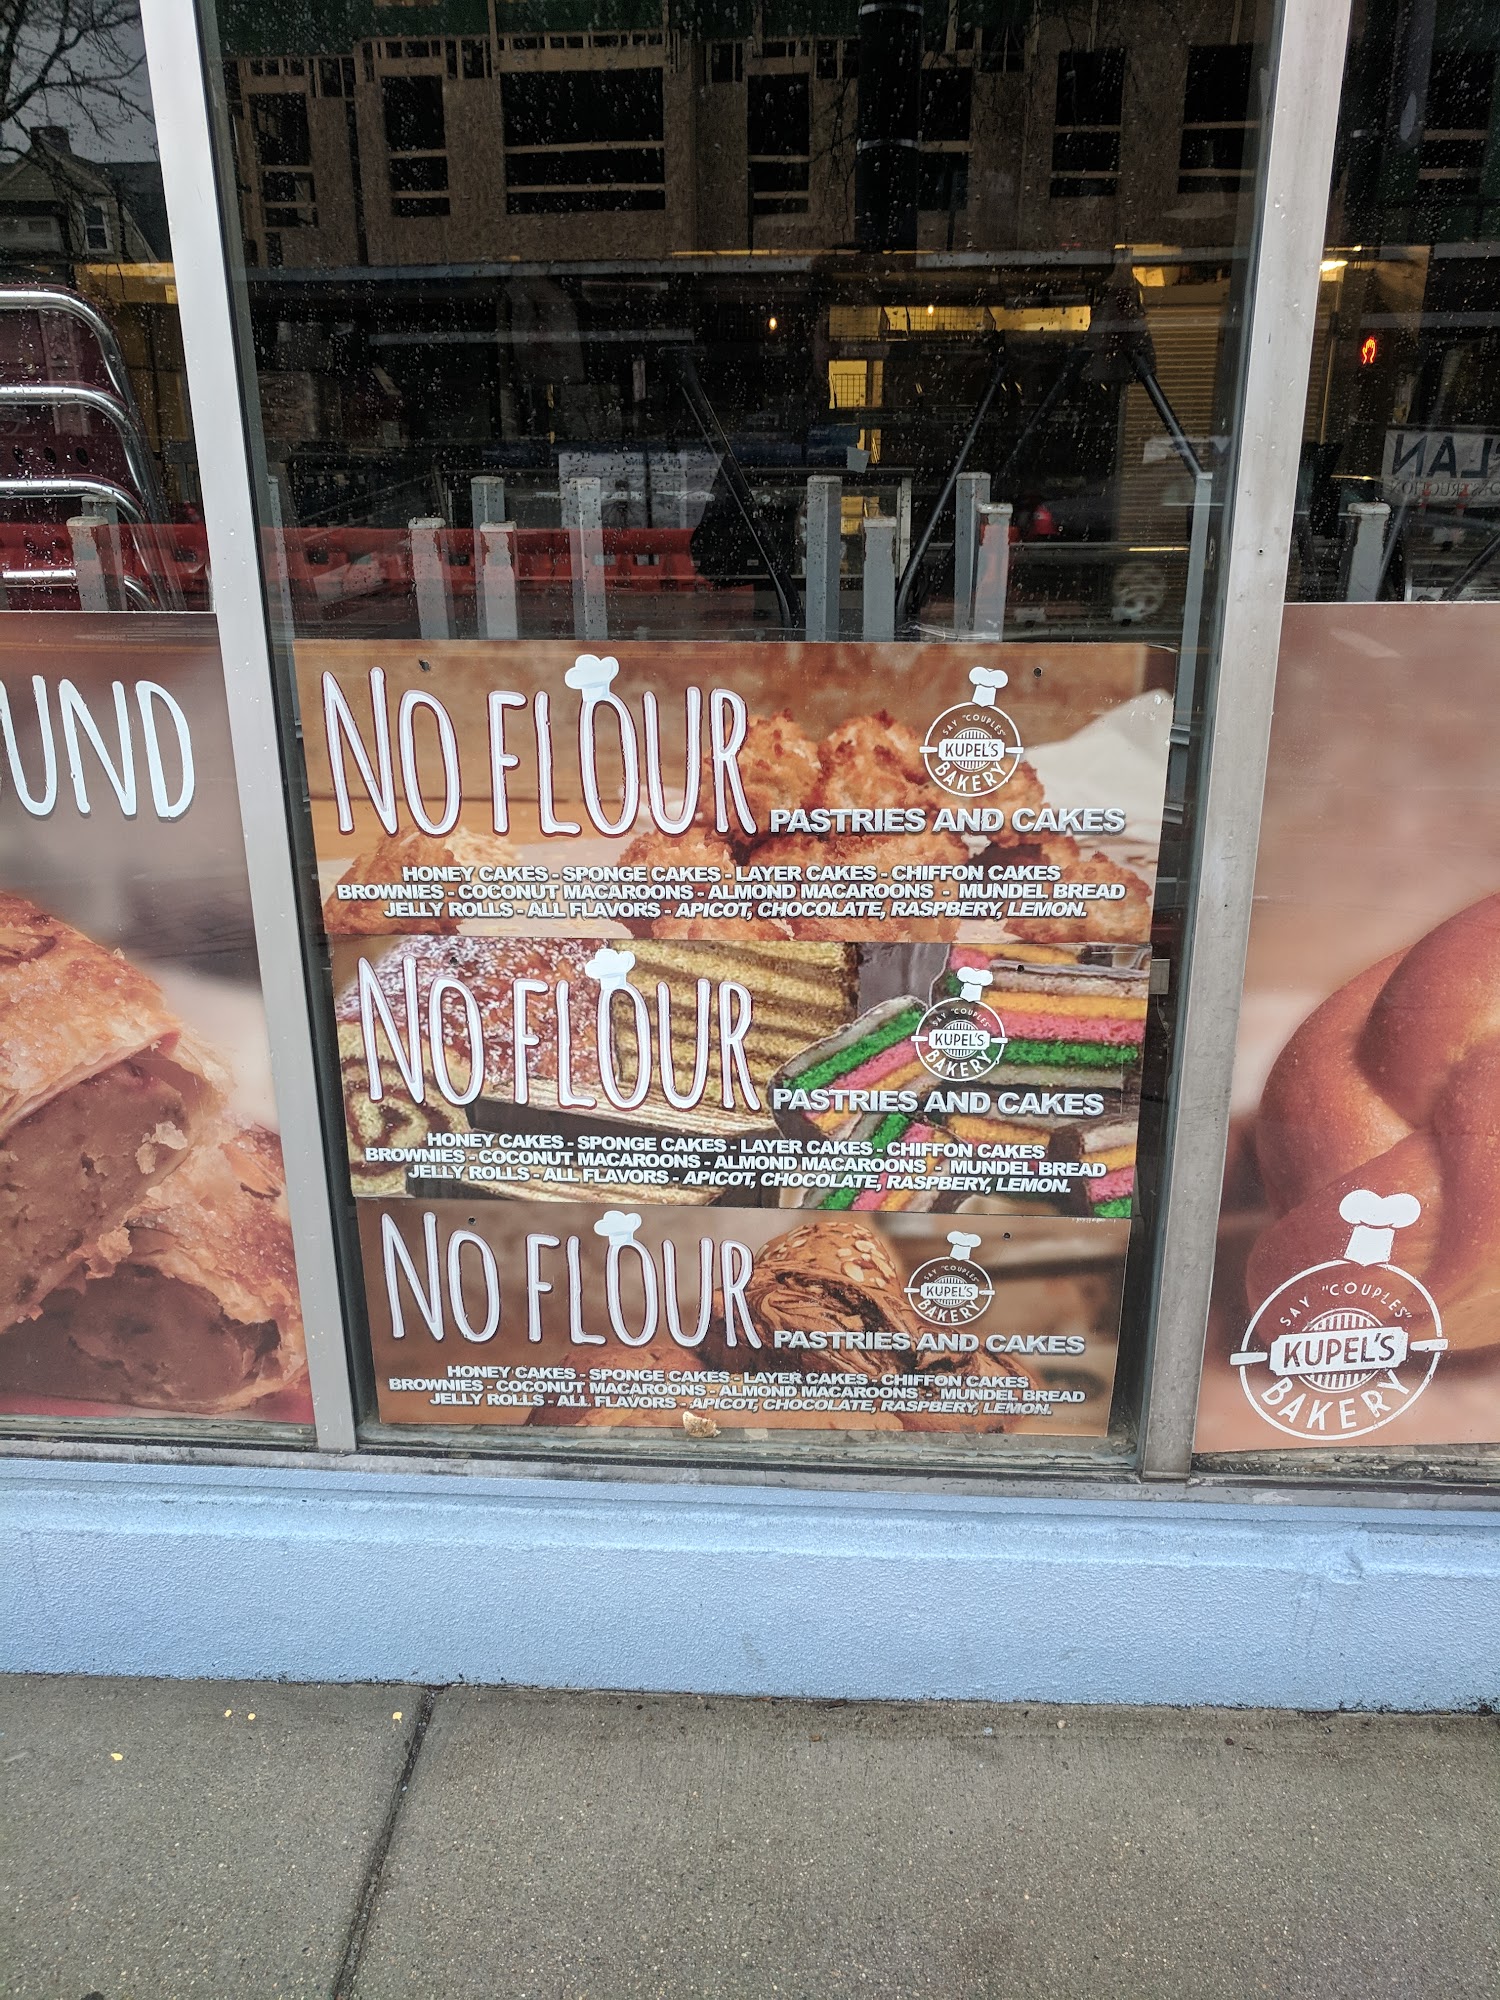 UND
NO FLOUR
SAY "COUPLES"
KUPEL'S
BAKERY
PASTRIES AND CAKES
HONEY CAKES - SPONGE CAKES - LAYER CAKES - CHIFFON CAKES
BROWNIES - COCONUT MACAROONS - ALMOND MACAROONS - MUNDEL BREAD
JELLY ROLLS - ALL FLAVORS - APICOT, CHOCOLATE, RASPBERY, LEMON.
NO FLOUR
SAY "COUPLES"
KUPEL'S
BAKERY
PASTRIES AND CAKES
HONEY CAKES - SPONGE CAKES - LAYER CAKES - CHIFFON CAKES
BROWNIES - COCONUT MACAROONS - ALMOND MACAROONS - MUNDEL BREAD
JELLY ROLLS - ALL FLAVORS - APICOT, CHOCOLATE, RASPBERY, LEMON.
NO FLOUR
SAY "COUPLES"
KUPEL'S
BAKERY
PASTRIES AND CAKES
HONEY CAKES - SPONGE CAKES - LAYER CAKES - CHIFFON CAKES
BROWNIES - COCONUT MACAROONS - ALMOND MACAROONS - MUNDEL BREAD
JELLY ROLLS - ALL FLAVORS - APICOT, CHOCOLATE, RASPBERY, LEMON.
SAY "COUPLES"
KUPEL'S
BAKERY